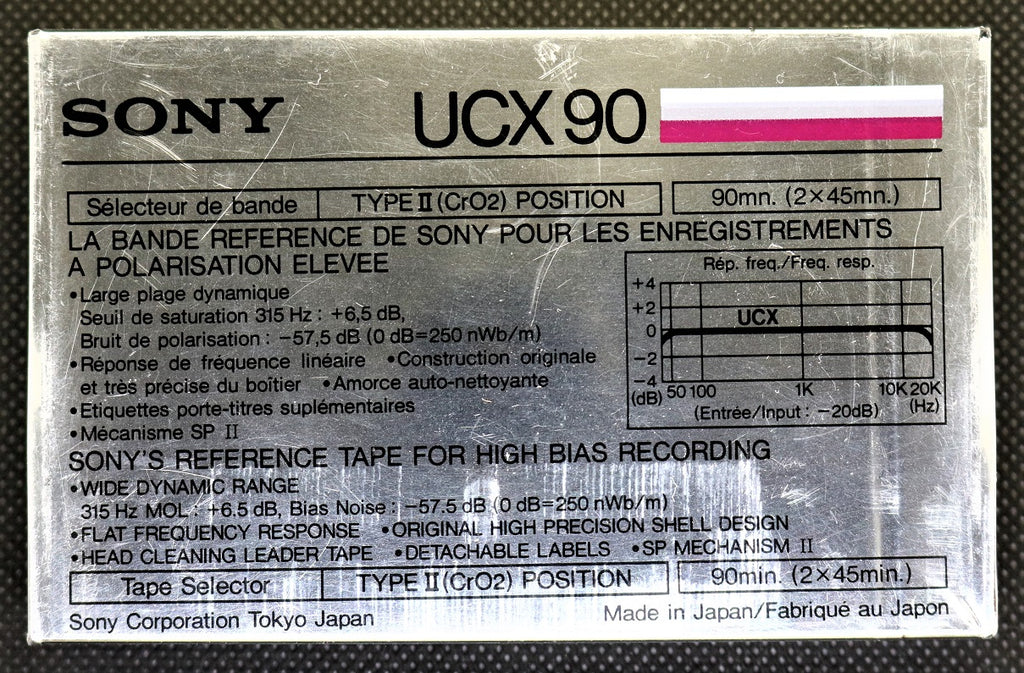 SONY UCX 90
Sélecteur de bande TYPE II (CrO2) POSITION 90mn. (2×45mn.)
LA BANDE REFERENCE DE SONY POUR LES ENREGISTREMENTS
A POLARISATION ELEVEE
•Large plage dynamique
Seuil de saturation 315 Hz : +6,5 dB,
Bruit de polarisation : −57,5 dB (0 dB=250 nWb/m)
•Réponse de fréquence linéaire •Construction originale
et très précise du boîtier •Amorce auto-nettoyante
•Etiquettes porte-titres suplémentaires
•Mécanisme SP II
Rép. freq./Freq. resp.
+4
+2
0
−2
−4
(dB)
UCX
50 100 1K 10K 20K
(Hz)
(Entrée/Input : −20dB)
SONY'S REFERENCE TAPE FOR HIGH BIAS RECORDING
•WIDE DYNAMIC RANGE
315 Hz MOL : +6.5 dB, Bias Noise : −57.5 dB (0 dB=250 nWb/m)
•FLAT FREQUENCY RESPONSE •ORIGINAL HIGH PRECISION SHELL DESIGN
•HEAD CLEANING LEADER TAPE •DETACHABLE LABELS •SP MECHANISM II
Tape Selector TYPE II (CrO2) POSITION 90min. (2×45min.)
Sony Corporation Tokyo Japan Made in Japan/Fabriqué au Japon